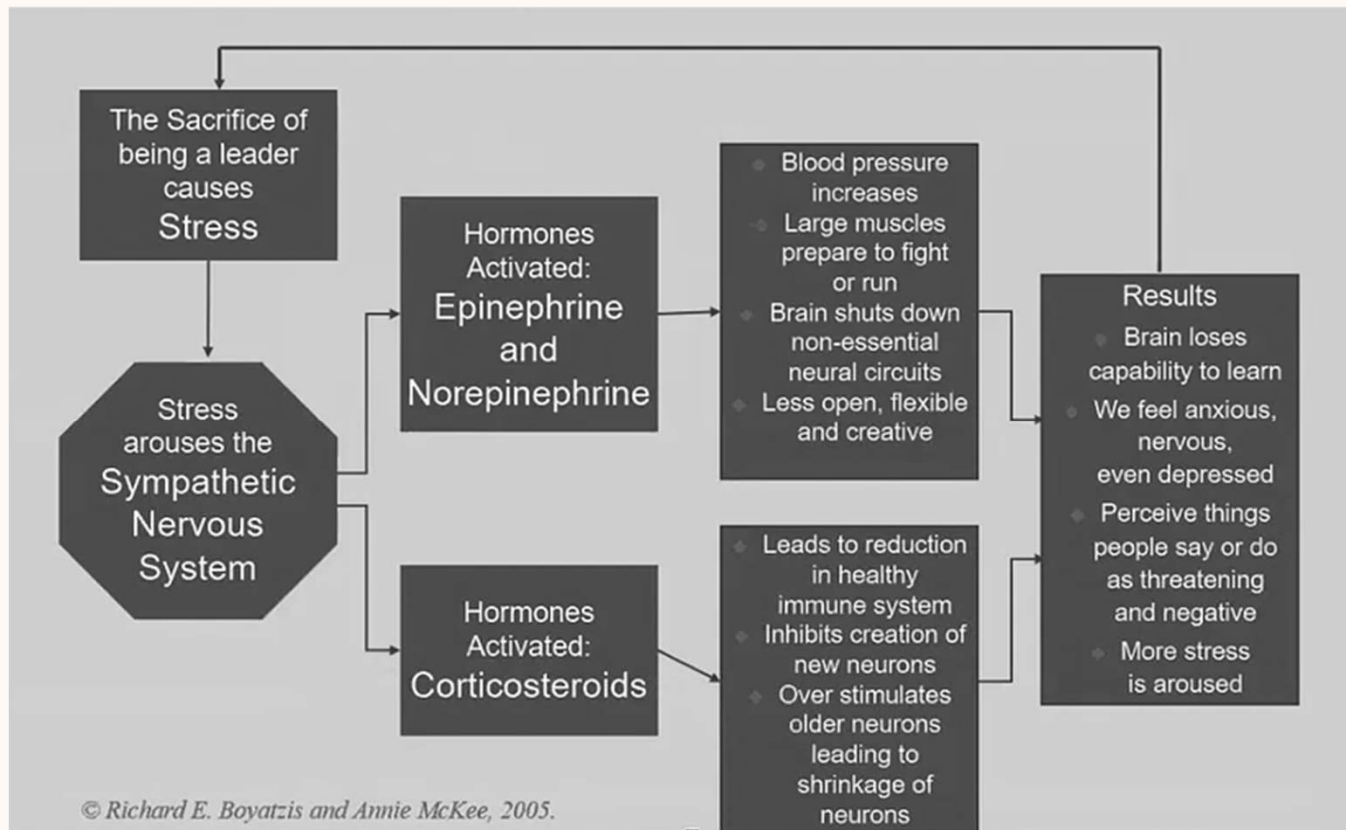 The Sacrifice of
being a leader
causes
Stress
Stress
arouses the
Sympathetic
Nervous
System
Hormones
Activated:
Epinephrine
and
Norepinephrine
Hormones
Activated:
Corticosteroids
Blood pressure
increases
Large muscles
prepare to fight
or run
Brain shuts down
non-essential
neural circuits
Less open, flexible
and creative
Leads to reduction
in healthy
immune system
Inhibits creation of
new neurons
Over stimulates
older neurons
leading to
shrinkage of
neurons
Results
Brain loses
capability to learn
We feel anxious,
nervous,
even depressed
Perceive things
people say or do
as threatening
and negative
More stress
is aroused
© Richard E. Boyatzis and Annie McKee, 2005.